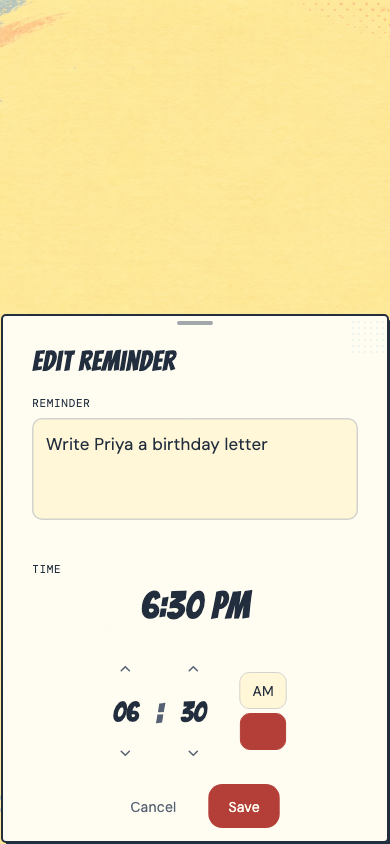 EDIT REMINDER
REMINDER
Write Priya a birthday letter
TIME
6:30 PM
06 : 30
AM
Cancel
Save